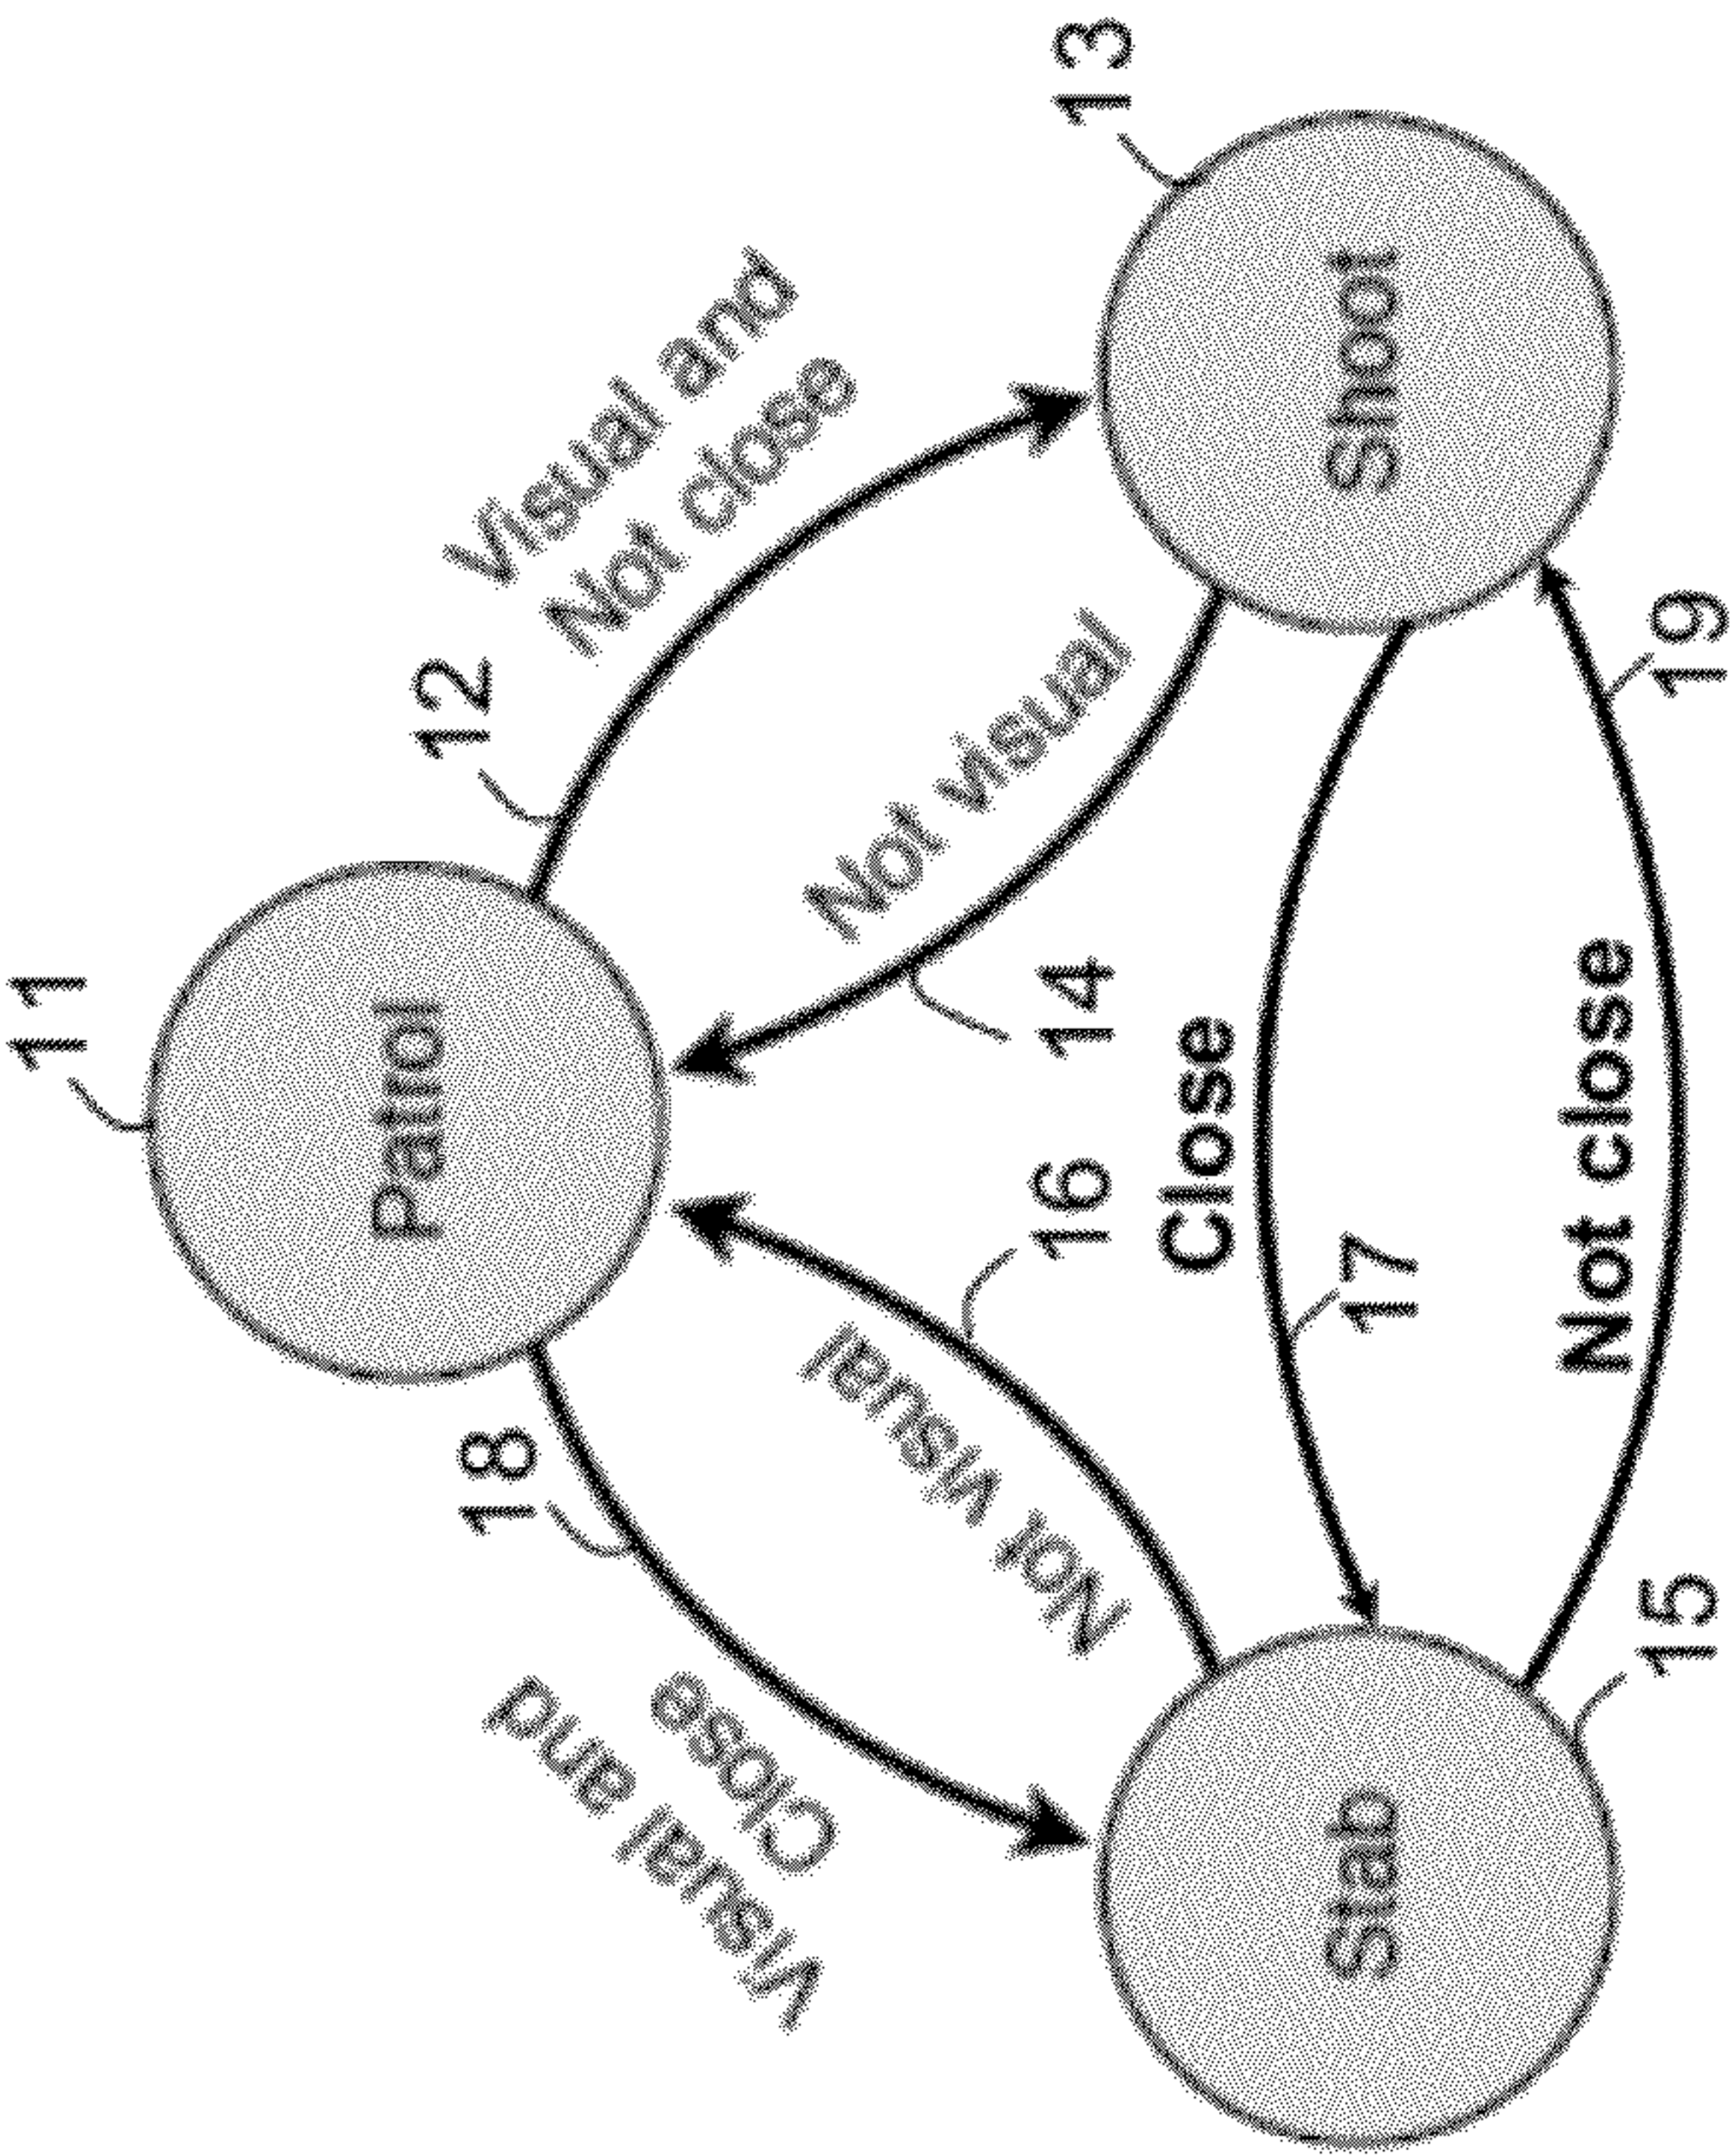 11
Patrol
12
Visual and
Not close
13
Shoot
Not visual
14
18
Visual and
Close
Not visual
16
Close
17
Not close
19
Stab
15